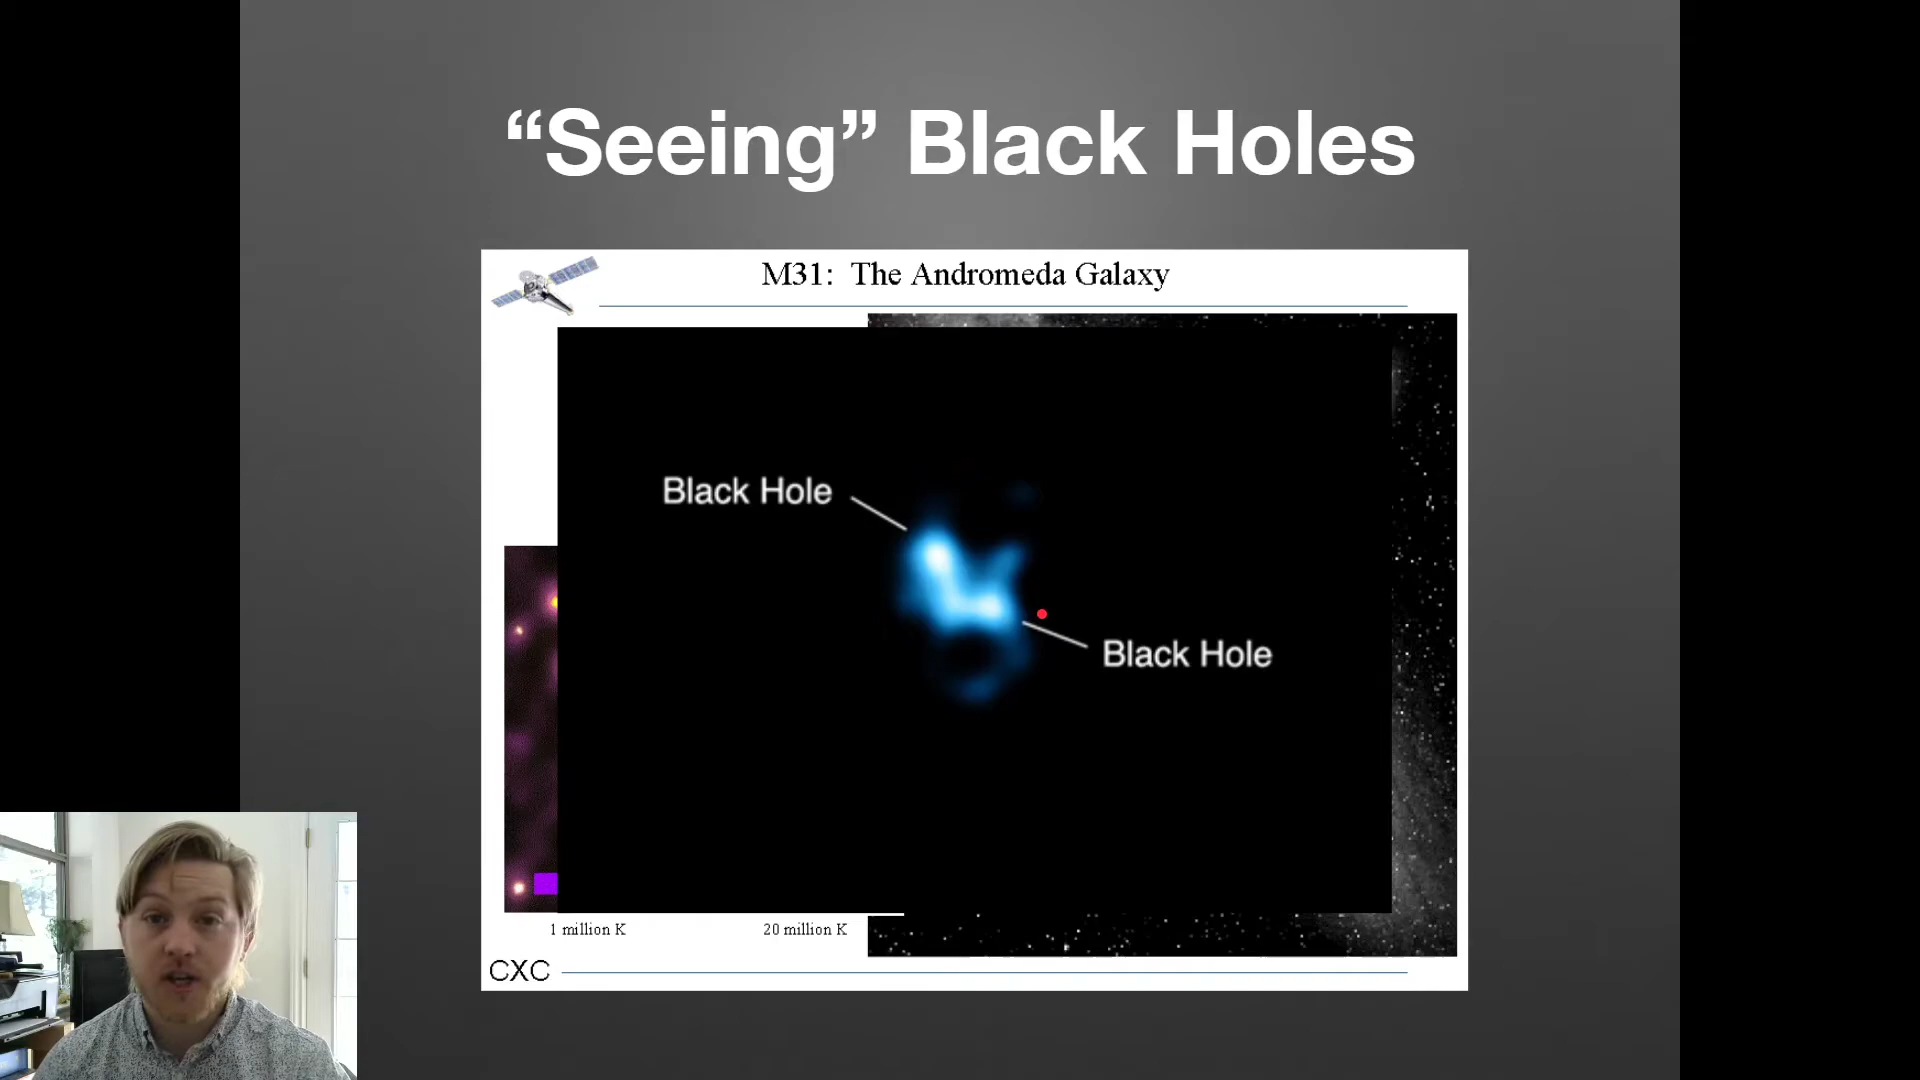 “Seeing” Black Holes
M31: The Andromeda Galaxy
Black Hole
Black Hole
1 million K 20 million K
CXC